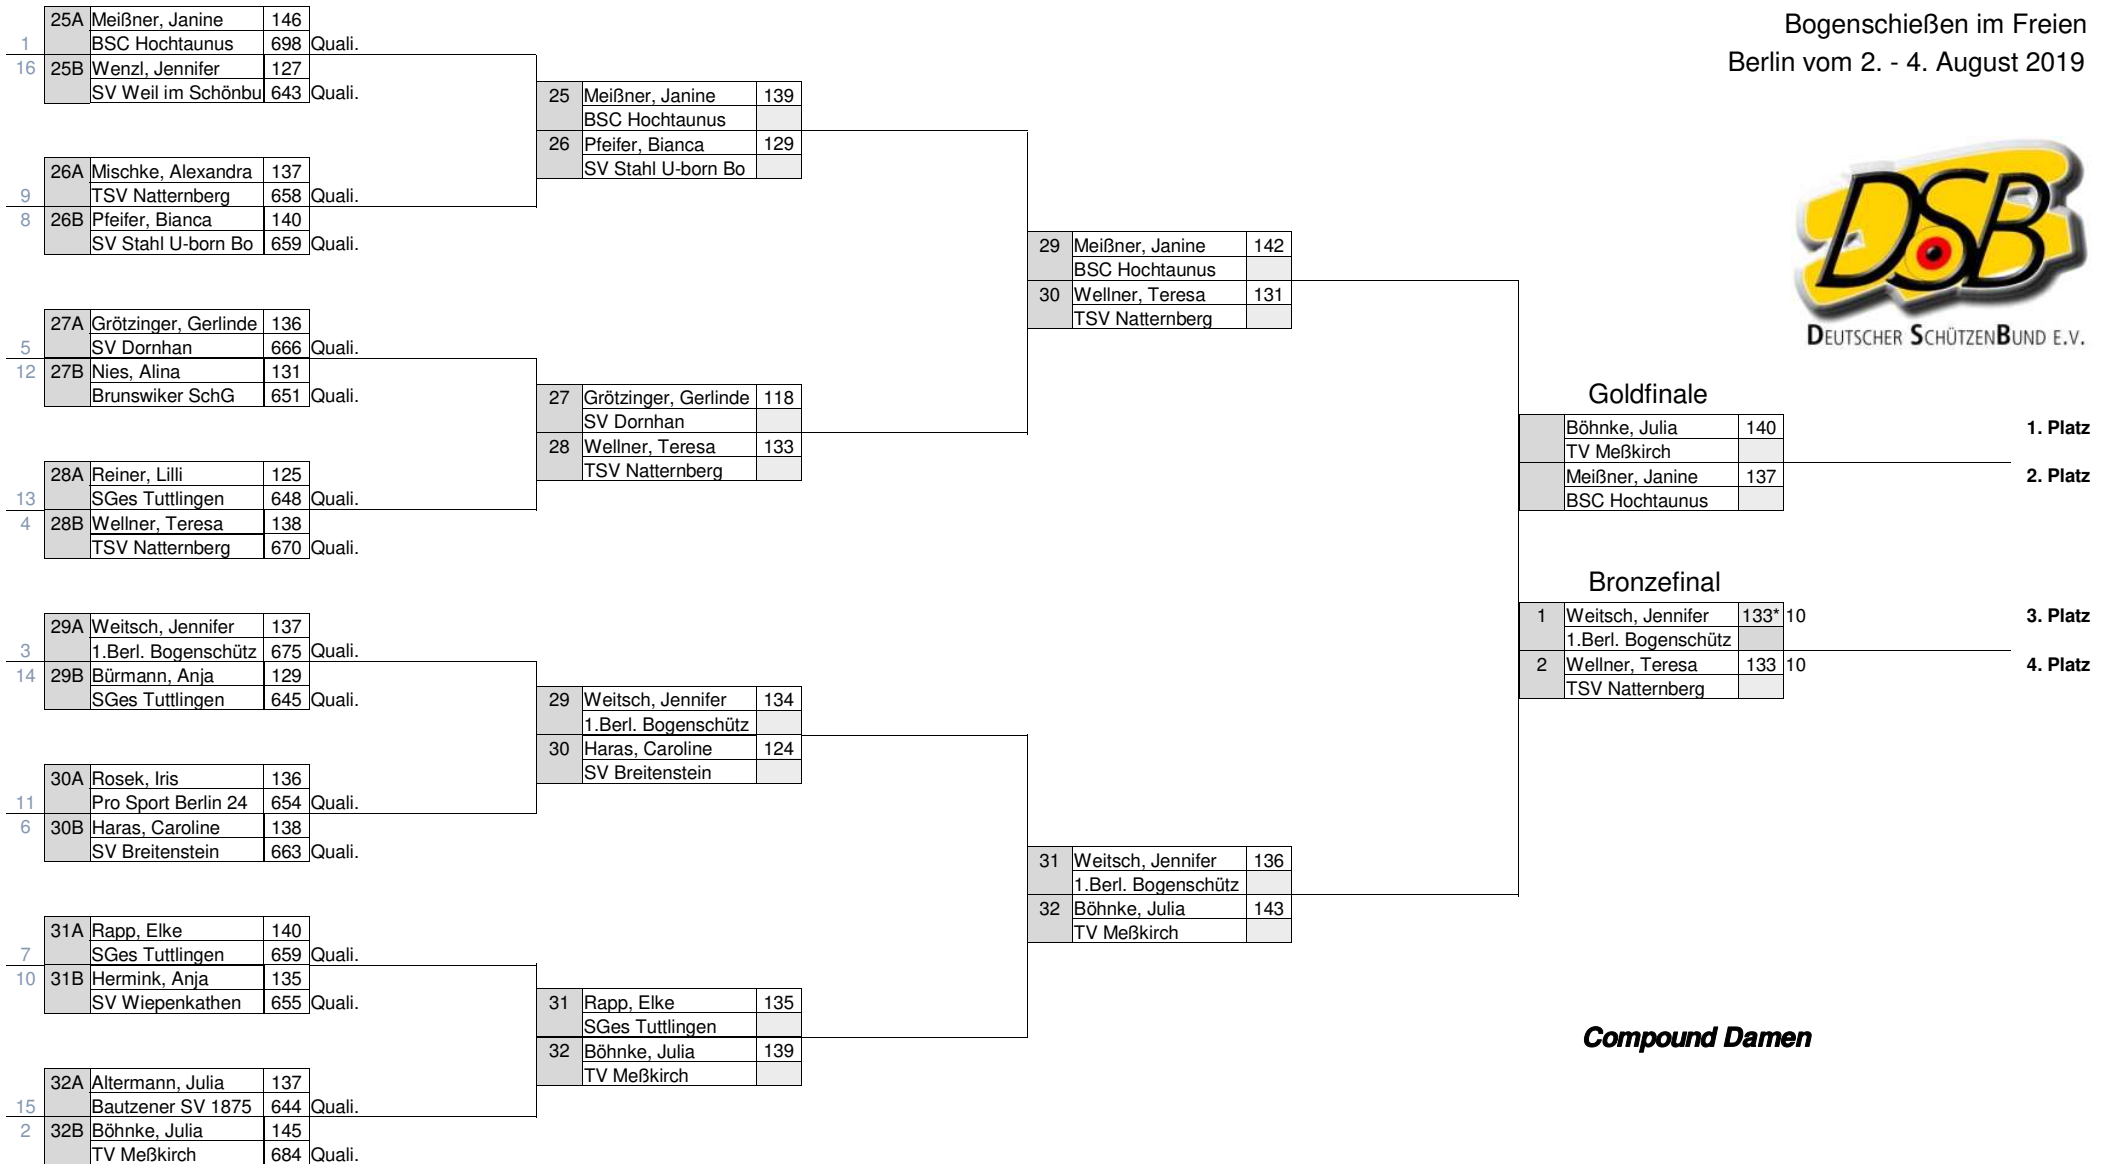 Bogenschießen im Freien
Berlin vom 2. - 4. August 2019
DSB
DEUTSCHER SCHÜTZENBUND E.V.
25A Meißner, Janine 146
1 BSC Hochtaunus 698 Quali.
16 25B Wenzl, Jennifer 127
SV Weil im Schönbu 643 Quali.
26A Mischke, Alexandra 137
9 TSV Natternberg 658 Quali.
8 26B Pfeifer, Bianca 140
SV Stahl U-born Bo 659 Quali.
27A Grötzinger, Gerlinde 136
5 SV Dornhan 666 Quali.
12 27B Nies, Alina 131
Brunswiker SchG 651 Quali.
28A Reiner, Lilli 125
13 SGes Tuttlingen 648 Quali.
4 28B Wellner, Teresa 138
TSV Natternberg 670 Quali.
29A Weitsch, Jennifer 137
3 1.Berl. Bogenschütz 675 Quali.
14 29B Bürmann, Anja 129
SGes Tuttlingen 645 Quali.
30A Rosek, Iris 136
11 Pro Sport Berlin 24 654 Quali.
6 30B Haras, Caroline 138
SV Breitenstein 663 Quali.
31A Rapp, Elke 140
7 SGes Tuttlingen 659 Quali.
10 31B Hermink, Anja 135
SV Wiepenkathen 655 Quali.
32A Altermann, Julia 137
15 Bautzener SV 1875 644 Quali.
2 32B Böhnke, Julia 145
TV Meßkirch 684 Quali.
25 Meißner, Janine 139
BSC Hochtaunus
26 Pfeifer, Bianca 129
SV Stahl U-born Bo
27 Grötzinger, Gerlinde 118
SV Dornhan
28 Wellner, Teresa 133
TSV Natternberg
29 Weitsch, Jennifer 134
1.Berl. Bogenschütz
30 Haras, Caroline 124
SV Breitenstein
31 Rapp, Elke 135
SGes Tuttlingen
32 Böhnke, Julia 139
TV Meßkirch
29 Meißner, Janine 142
BSC Hochtaunus
30 Wellner, Teresa 131
TSV Natternberg
31 Weitsch, Jennifer 136
1.Berl. Bogenschütz
32 Böhnke, Julia 143
TV Meßkirch
Goldfinale
Böhnke, Julia 140 1. Platz
TV Meßkirch
Meißner, Janine 137 2. Platz
BSC Hochtaunus
Bronzefinal
1 Weitsch, Jennifer 133* 10 3. Platz
1.Berl. Bogenschütz
2 Wellner, Teresa 133 10 4. Platz
TSV Natternberg
Compound Damen